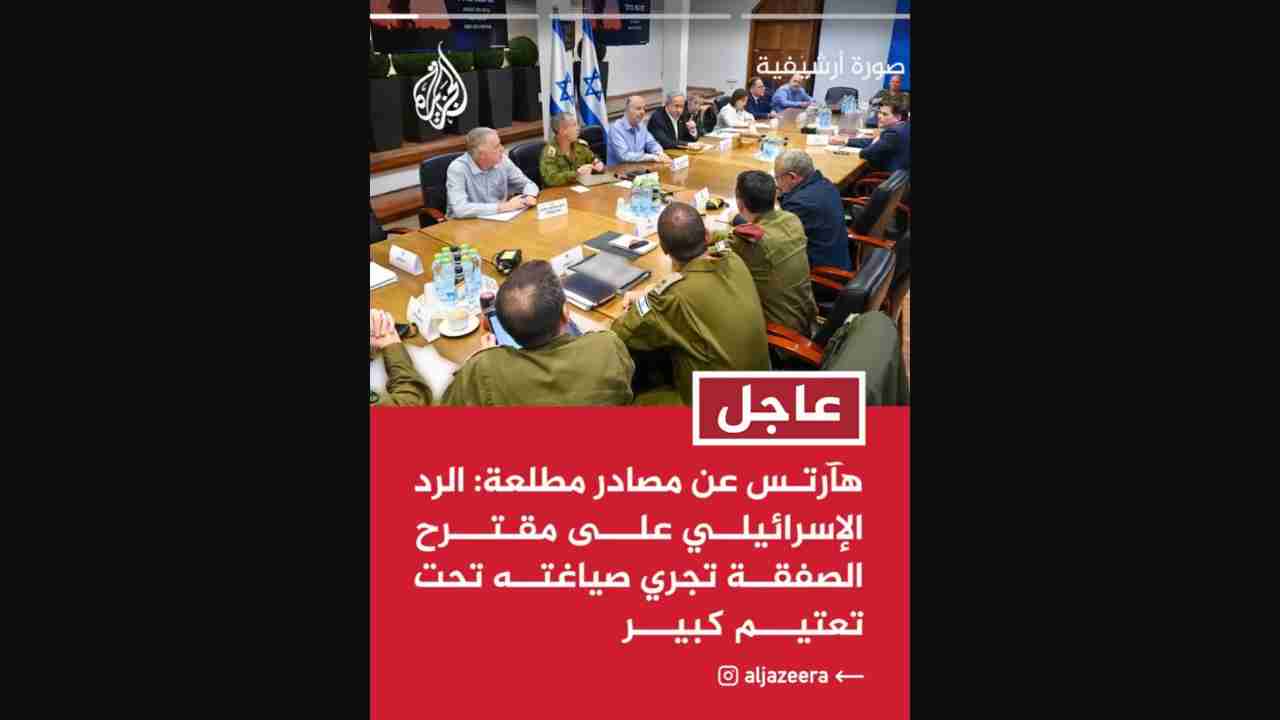 صورة أرشيفية
عاجل
هآرتس عن مصادر مطلعة: الرد
الإسرائيلي على مقترح
الصفقة تجري صياغته تحت
تعتيم كبير
aljazeera